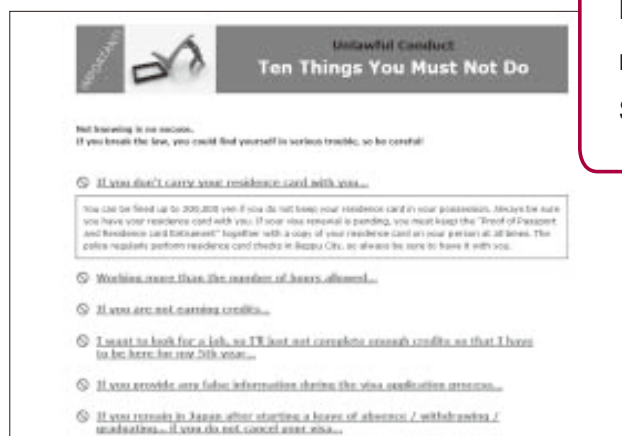 IMPORTANT!
Unlawful Conduct
Ten Things You Must Not Do
Not knowing is no excuse.
If you break the law, you could find yourself in serious trouble, so be careful!
If you don't carry your residence card with you...
You can be fined up to 200,000 yen if you do not keep your residence card in your possession. Always be sure
you have your residence card with you. If your visa renewal is pending, you must keep the "Proof of Passport
and Residence card Entrustment" together with a copy of your residence card on your person at all times. The
police regularly perform residence card checks in Beppu City, so always be sure to have it with you.
Working more than the number of hours allowed...
If you are not earning credits...
I want to look for a job, so I'll just not complete enough credits so that I have
to be here for my 5th year...
If you provide any false information during the visa application process...
If you remain in Japan after starting a leave of absence / withdrawing /
graduating... if you do not cancel your visa...